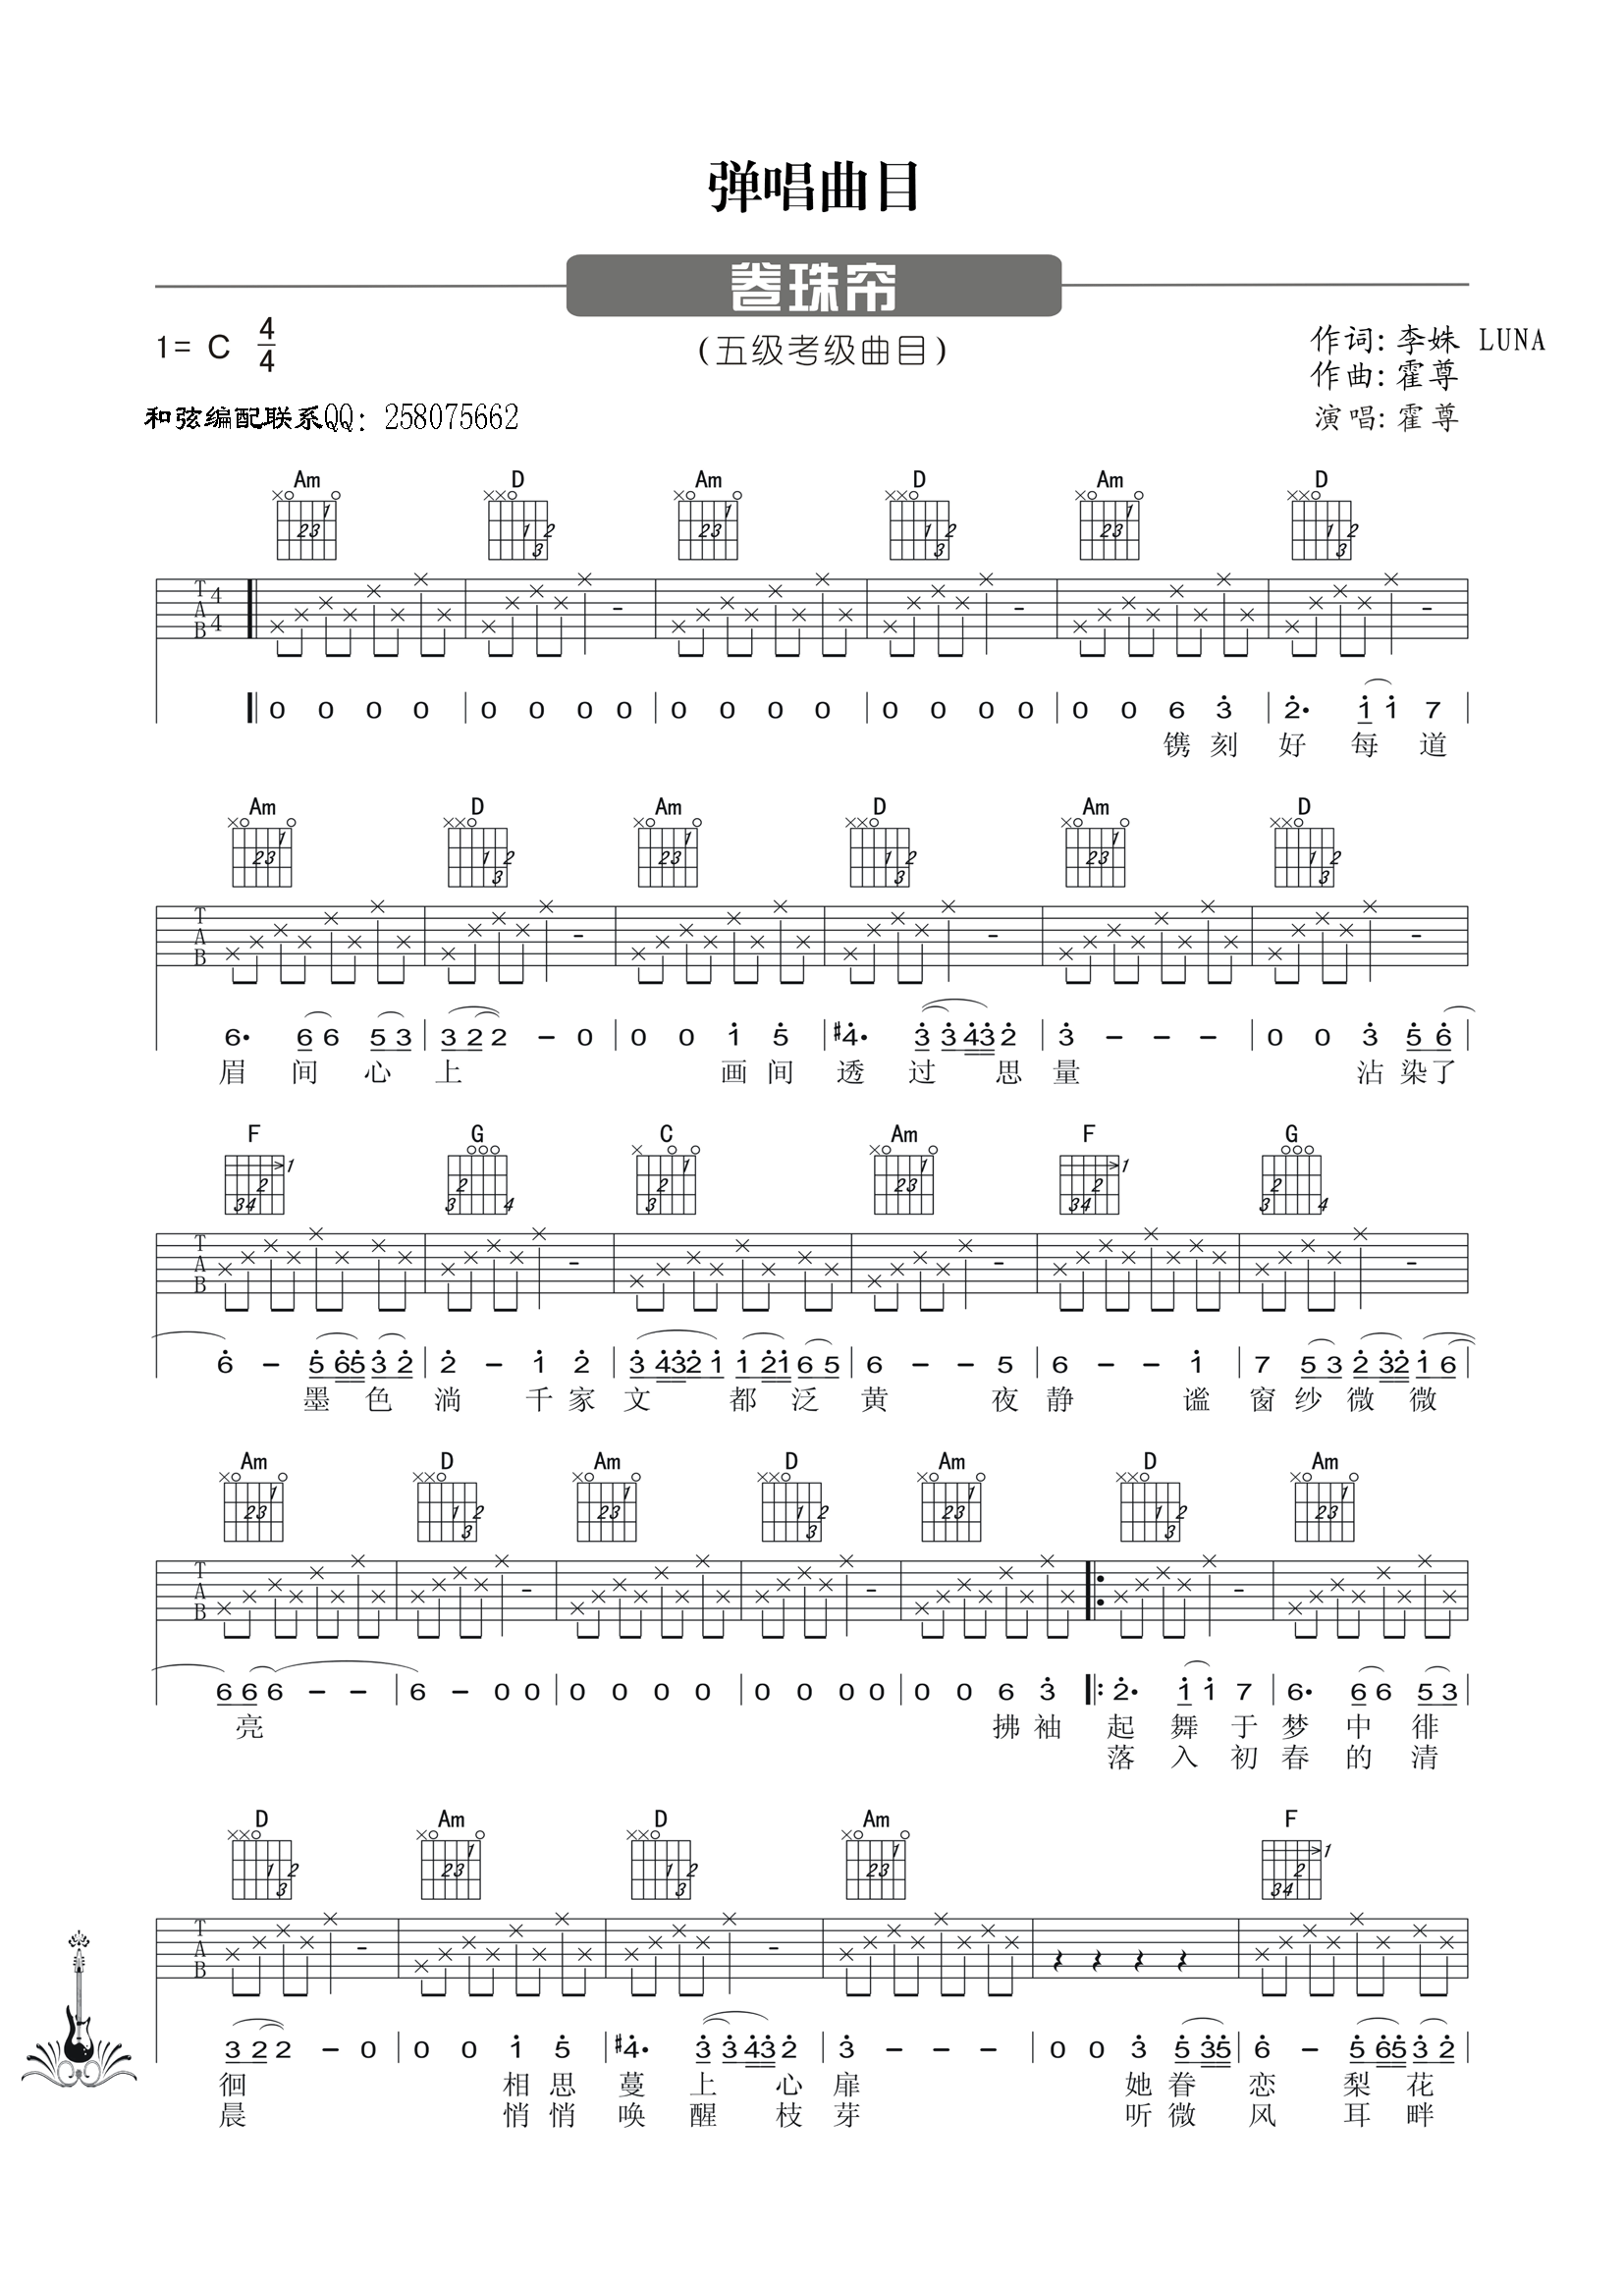 弹唱曲目
卷珠帘
1= C 4/4
(五级考级曲目)
作词: 李姝 LUNA
作曲: 霍尊
和弦编配联系QQ: 258075662
演唱: 霍尊
Am D Am D Am D
T A B 4/4
0 0 0 0 | 0 0 0 0 | 0 0 0 0 | 0 0 0 0 | 0 0 6 3 | 2· 1 1 7
镌 刻 好 每 道
Am D Am D Am D
T A B
6· 6 6 5 3 | 3 2 2 - 0 | 0 0 1 5 | #4· 3 3 4 3 2 | 3 - - - | 0 0 3 5 6
眉 间 心 上 画 间 透 过 思 量 沾 染 了
F G C Am F G
T A B
6 - 5 6 5 3 2 | 2 - 1 2 | 3 4 3 2 1 1 2 1 6 5 | 6 - - 5 | 6 - - 1 | 7 5 3 2 3 2 1 6
墨 色 淌 千 家 文 都 泛 黄 夜 静 谧 窗 纱 微 微
Am D Am D Am D Am
T A B
6 6 6 - - | 6 - 0 0 | 0 0 0 0 | 0 0 0 0 | 0 0 6 3 |: 2· 1 1 7 | 6· 6 6 5 3
亮 拂 袖 起 舞 于 梦 中 徘
落 入 初 春 的 清
D Am D Am F
T A B
3 2 2 - 0 | 0 0 1 5 | #4· 3 3 4 3 2 | 3 - - - | 0 0 3 5 3 5 | 6 - 5 6 5 3 2
徊 相 思 蔓 上 心 扉 她 眷 恋 梨 花
晨 悄 悄 唤 醒 枝 芽 听 微 风 耳 畔